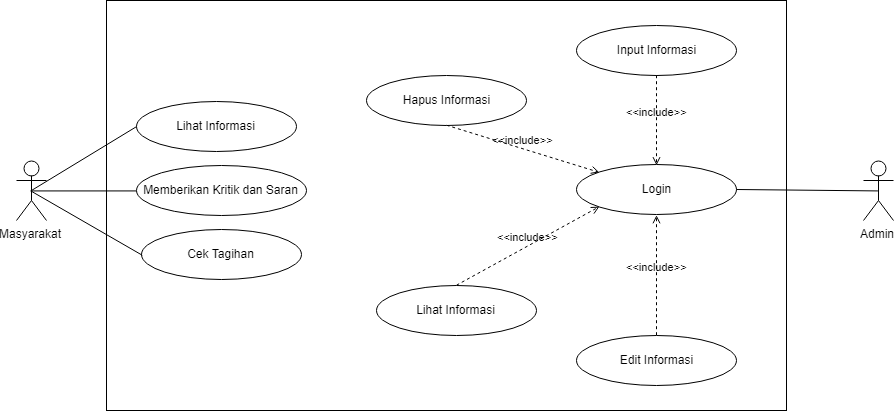 Input Informasi
Hapus Informasi
<<include>>
Lihat Informasi
<<include>>
Memberikan Kritik dan Saran
Login
Masyarakat
Admin
<<include>>
Cek Tagihan
<<include>>
Lihat Informasi
Edit Informasi